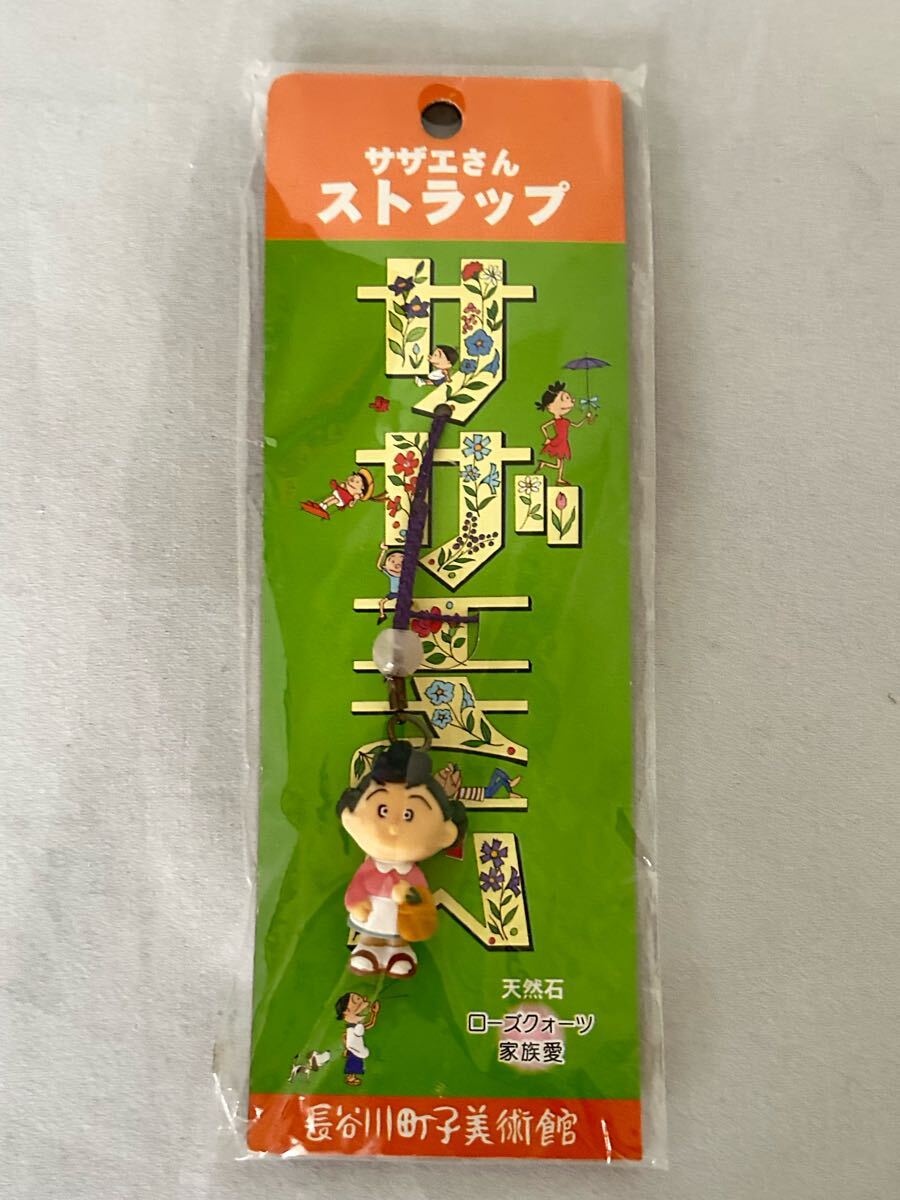 サザエさん
ストラップ
サザエさん
天然石
ローズクォーツ
家族愛
長谷川町子美術館